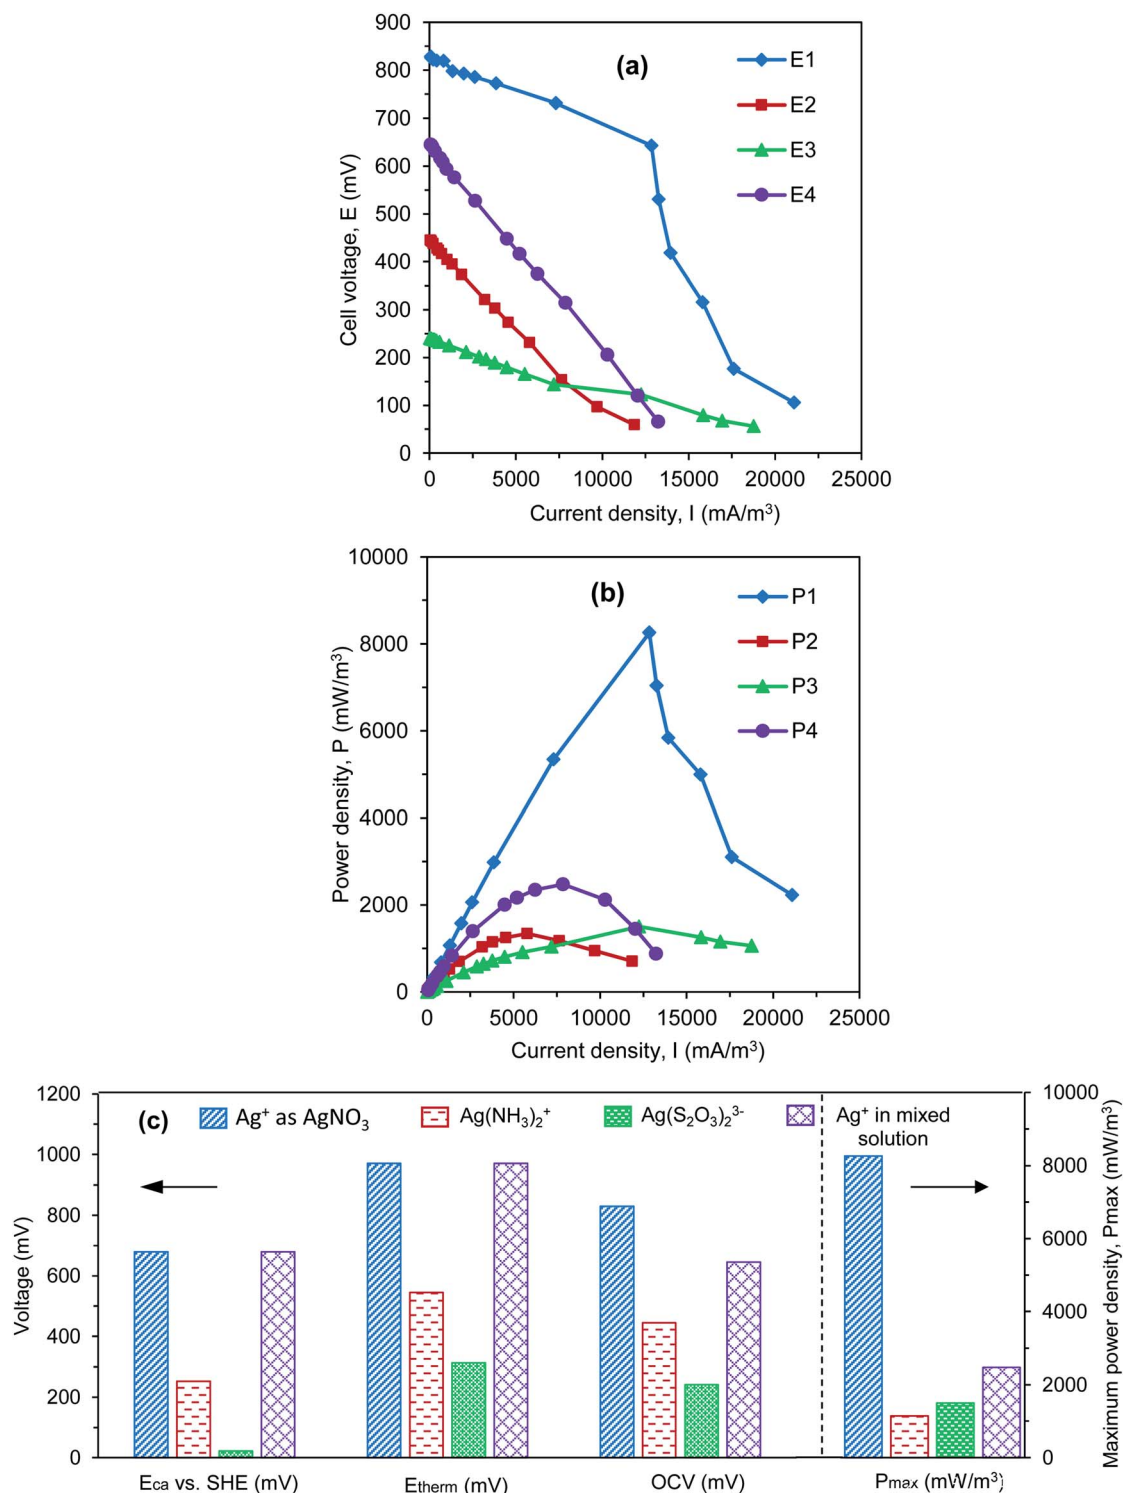 900
800
700
600
500
400
300
200
100
0
Cell voltage, E (mV)
(a)
E1
E2
E3
E4
0 5000 10000 15000 20000 25000
Current density, I (mA/m³)
10000
8000
6000
4000
2000
0
Power density, P (mW/m³)
(b)
P1
P2
P3
P4
0 5000 10000 15000 20000 25000
Current density, I (mA/m³)
1200
1000
800
600
400
200
0
Voltage (mV)
(c)
Ag⁺ as AgNO₃
Ag(NH₃)₂⁺
Ag(S₂O₃)₂³⁻
Ag⁺ in mixed
solution
10000
8000
6000
4000
2000
0
Maximum power density, Pmax (mW/m³)
Eca vs. SHE (mV)
Etherm (mV)
OCV (mV)
Pmax (mW/m³)